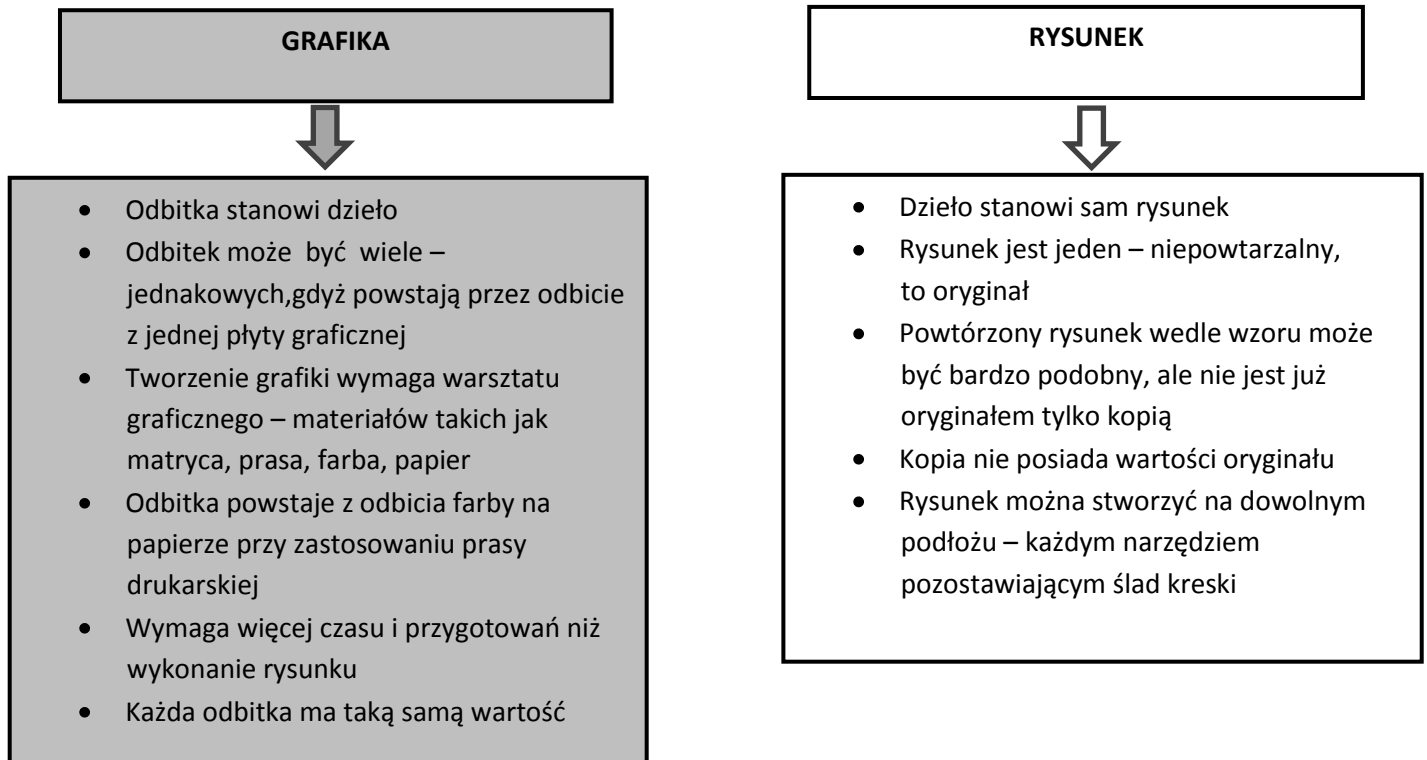 GRAFIKA
• Odbitka stanowi dzieło
• Odbitek może być wiele –
jednakowych,gdyż powstają przez odbicie
z jednej płyty graficznej
• Tworzenie grafiki wymaga warsztatu
graficznego – materiałów takich jak
matryca, prasa, farba, papier
• Odbitka powstaje z odbicia farby na
papierze przy zastosowaniu prasy
drukarskiej
• Wymaga więcej czasu i przygotowań niż
wykonanie rysunku
• Każda odbitka ma taką samą wartość
RYSUNEK
• Dzieło stanowi sam rysunek
• Rysunek jest jeden – niepowtarzalny,
to oryginał
• Powtórzony rysunek wedle wzoru może
być bardzo podobny, ale nie jest już
oryginałem tylko kopią
• Kopia nie posiada wartości oryginału
• Rysunek można stworzyć na dowolnym
podłożu – każdym narzędziem
pozostawiającym ślad kreski